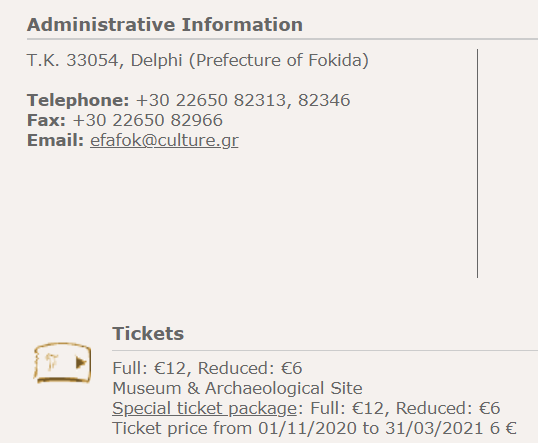 Administrative Information
T.K. 33054, Delphi (Prefecture of Fokida)
Telephone: +30 22650 82313, 82346
Fax: +30 22650 82966
Email: efafok@culture.gr
Tickets
Full: €12, Reduced: €6
Museum & Archaeological Site
Special ticket package: Full: €12, Reduced: €6
Ticket price from 01/11/2020 to 31/03/2021 6 €